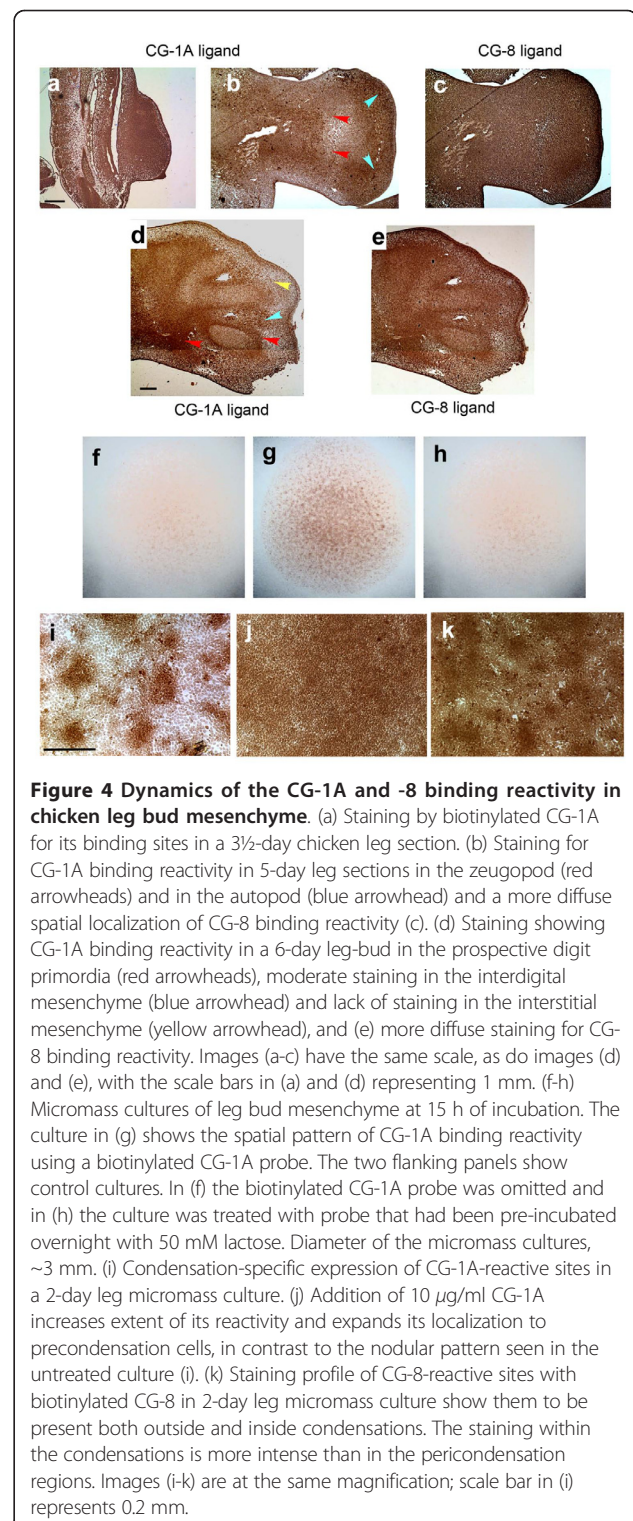 CG-1A ligand
CG-8 ligand
a
b
c
d
e
CG-1A ligand
CG-8 ligand
f
g
h
i
j
k
Figure 4 Dynamics of the CG-1A and -8 binding reactivity in
chicken leg bud mesenchyme. (a) Staining by biotinylated CG-1A
for its binding sites in a 3½-day chicken leg section. (b) Staining for
CG-1A binding reactivity in 5-day leg sections in the zeugopod (red
arrowheads) and in the autopod (blue arrowhead) and a more diffuse
spatial localization of CG-8 binding reactivity (c). (d) Staining showing
CG-1A binding reactivity in a 6-day leg-bud in the prospective digit
primordia (red arrowheads), moderate staining in the interdigital
mesenchyme (blue arrowhead) and lack of staining in the interstitial
mesenchyme (yellow arrowhead), and (e) more diffuse staining for CG-
8 binding reactivity. Images (a-c) have the same scale, as do images (d)
and (e), with the scale bars in (a) and (d) representing 1 mm. (f-h)
Micromass cultures of leg bud mesenchyme at 15 h of incubation. The
culture in (g) shows the spatial pattern of CG-1A binding reactivity
using a biotinylated CG-1A probe. The two flanking panels show
control cultures. In (f) the biotinylated CG-1A probe was omitted and
in (h) the culture was treated with probe that had been pre-incubated
overnight with 50 mM lactose. Diameter of the micromass cultures,
~3 mm. (i) Condensation-specific expression of CG-1A-reactive sites in
a 2-day leg micromass culture. (j) Addition of 10 μg/ml CG-1A
increases extent of its reactivity and expands its localization to
precondensation cells, in contrast to the nodular pattern seen in the
untreated culture (i). (k) Staining profile of CG-8-reactive sites with
biotinylated CG-8 in 2-day leg micromass culture show them to be
present both outside and inside condensations. The staining within
the condensations is more intense than in the pericondensation
regions. Images (i-k) are at the same magnification; scale bar in (i)
represents 0.2 mm.